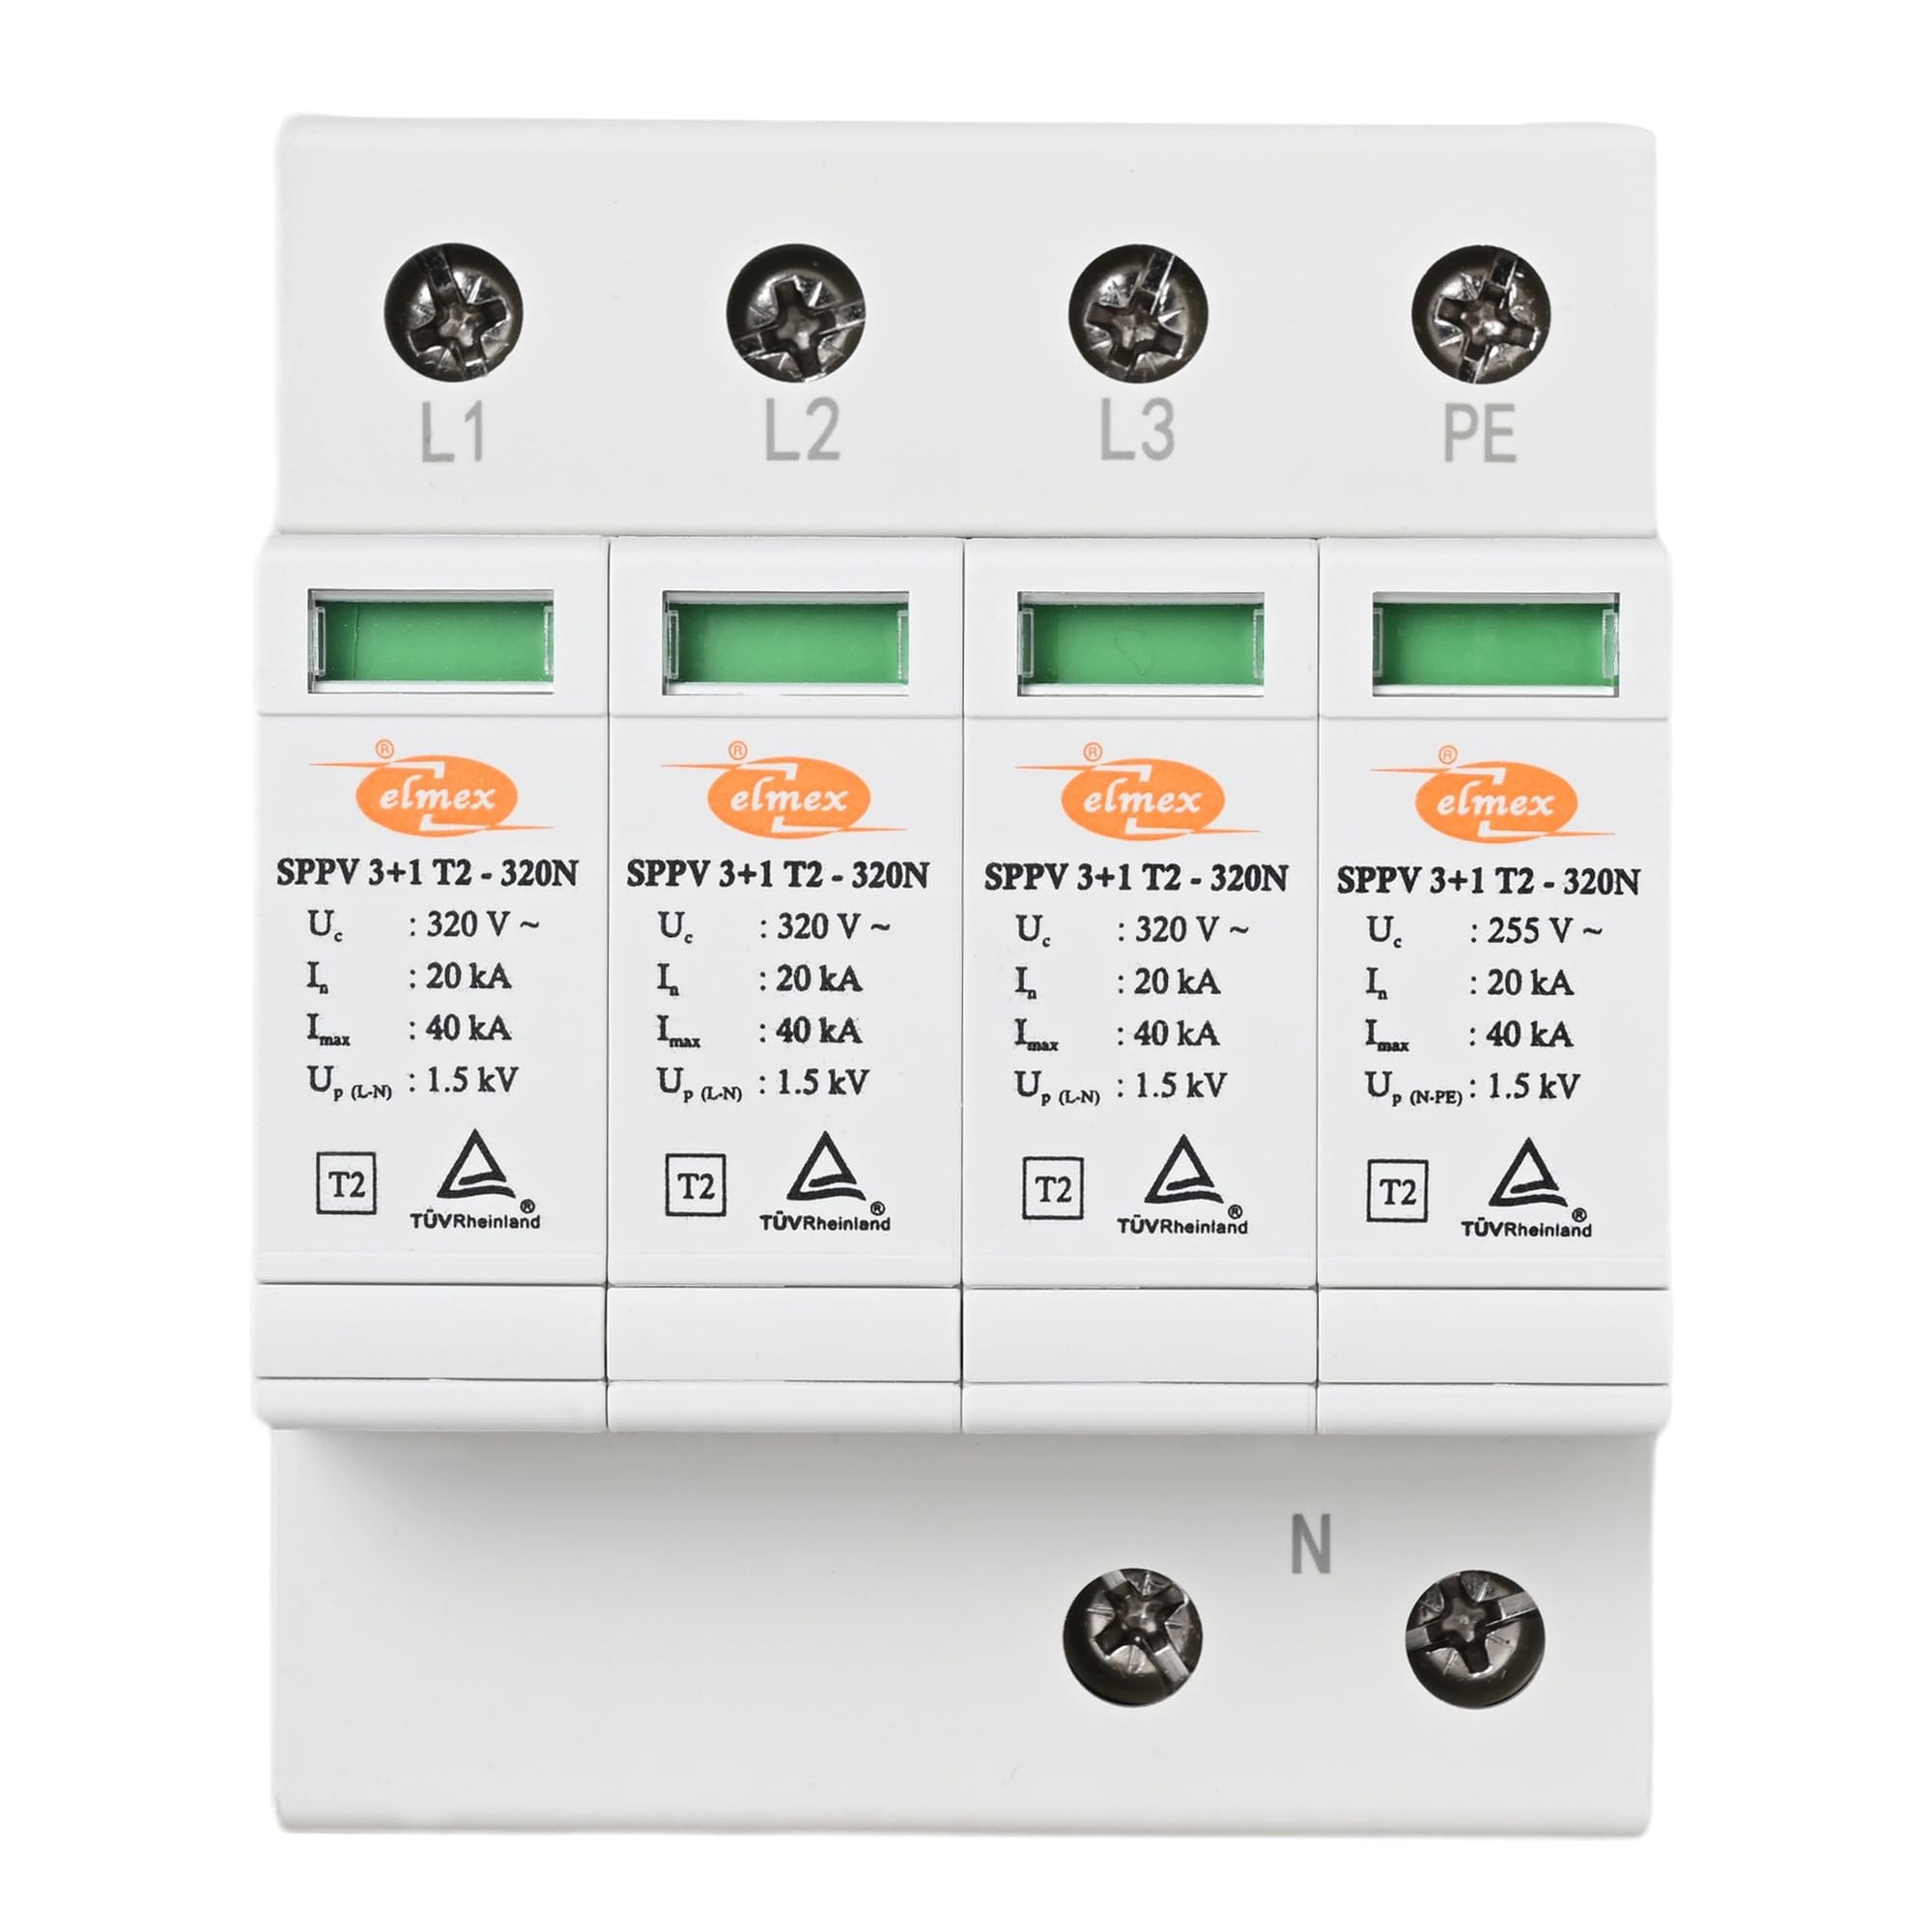 L1 L2 L3 PE
® elmex
SPPV 3+1 T2 - 320N
Uc : 320 V ~
In : 20 kA
Imax : 40 kA
Up (L-N) : 1.5 kV
T2
TÜVRheinland ®
® elmex
SPPV 3+1 T2 - 320N
Uc : 320 V ~
In : 20 kA
Imax : 40 kA
Up (L-N) : 1.5 kV
T2
TÜVRheinland ®
® elmex
SPPV 3+1 T2 - 320N
Uc : 320 V ~
In : 20 kA
Imax : 40 kA
Up (L-N) : 1.5 kV
T2
TÜVRheinland ®
® elmex
SPPV 3+1 T2 - 320N
Uc : 255 V ~
In : 20 kA
Imax : 40 kA
Up (N-PE) : 1.5 kV
T2
TÜVRheinland ®
N